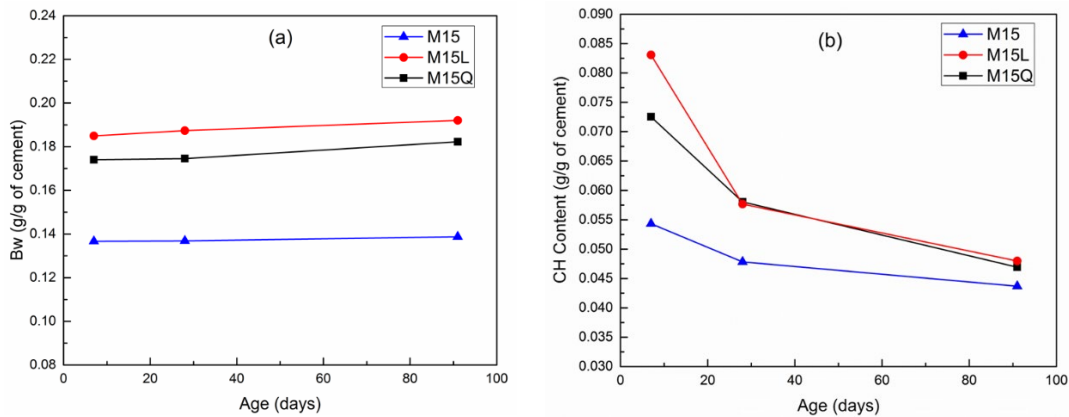 (a)
M15
M15L
M15Q
Bw (g/g of cement)
0.24
0.22
0.20
0.18
0.16
0.14
0.12
0.10
0.08
0 20 40 60 80 100
Age (days)
(b)
M15
M15L
M15Q
CH Content (g/g of cement)
0.090
0.085
0.080
0.075
0.070
0.065
0.060
0.055
0.050
0.045
0.040
0.035
0.030
0 20 40 60 80 100
Age (days)